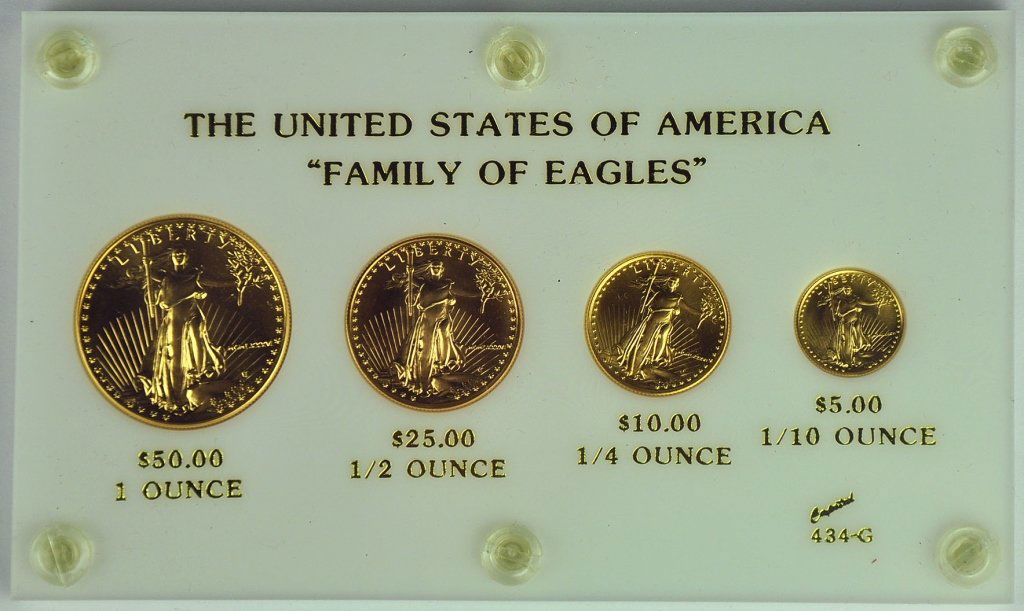 THE UNITED STATES OF AMERICA
"FAMILY OF EAGLES"
LIBERTY
LIBERTY
LIBERTY
LIBERTY
$50.00
1 OUNCE
$25.00
1/2 OUNCE
$10.00
1/4 OUNCE
$5.00
1/10 OUNCE
Capital
434-G